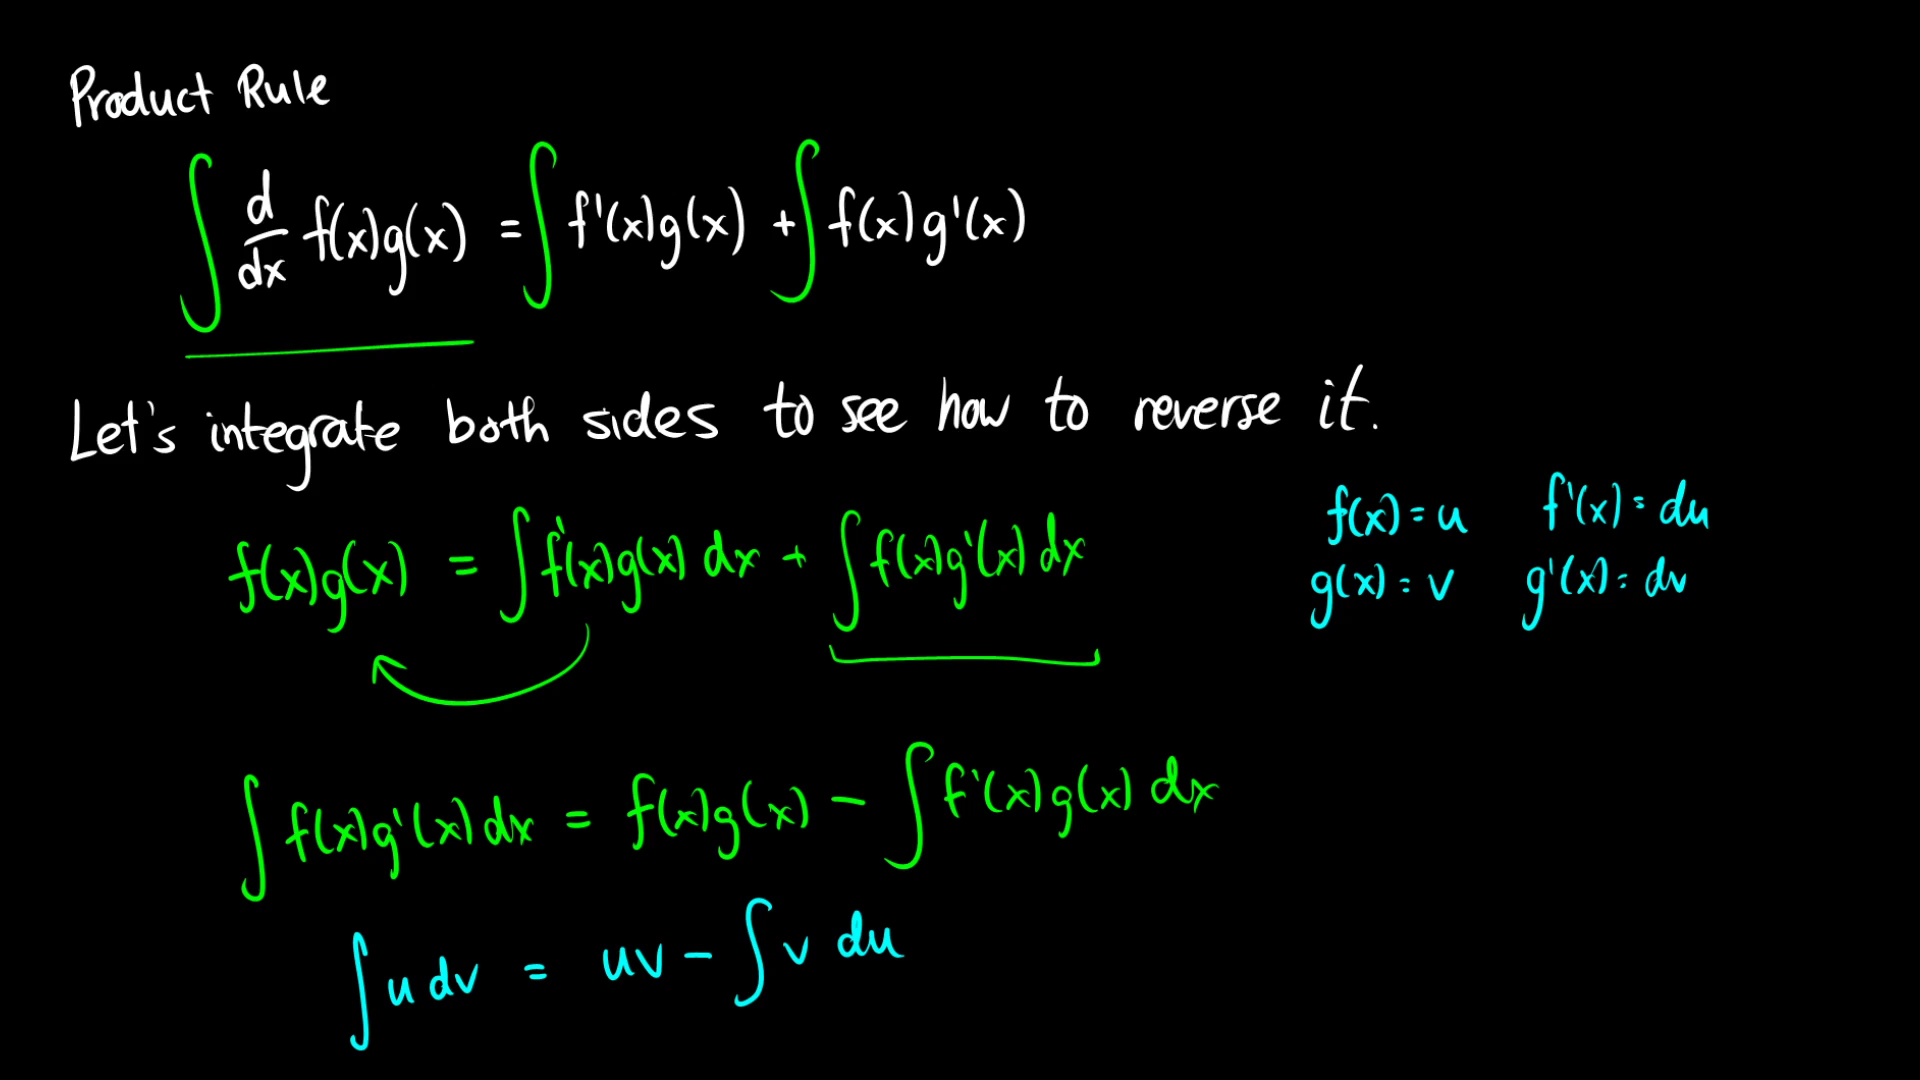 Product Rule
∫ d/dx f(x)g(x) = ∫ f'(x)g(x) + ∫ f(x)g'(x)
Let's integrate both sides to see how to reverse it.
f(x)=u f'(x)=du
f(x)g(x) = ∫ f'(x)g(x) dx + ∫ f(x)g'(x) dx
g(x)=v g'(x)=dv
∫ f(x)g'(x) dx = f(x)g(x) − ∫ f'(x)g(x) dx
∫ u dv = uv − ∫ v du